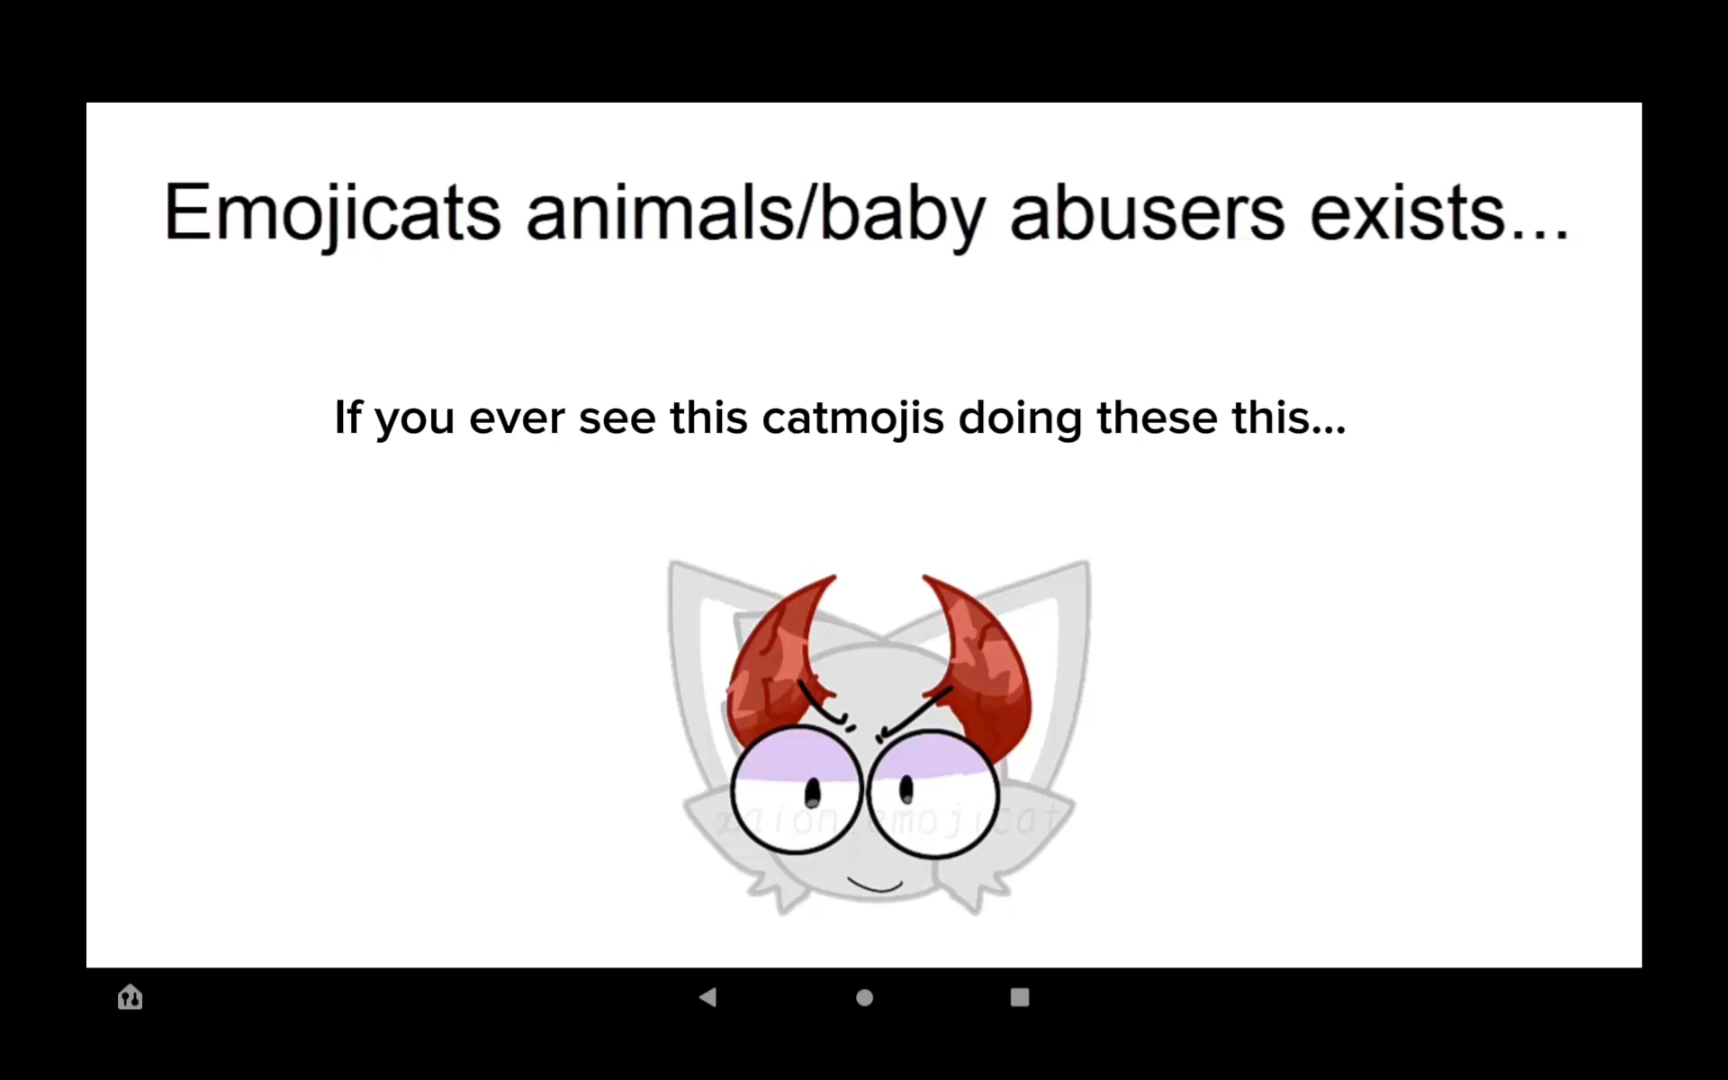 Emojicats animals/baby abusers exists...
If you ever see this catmojis doing these this...